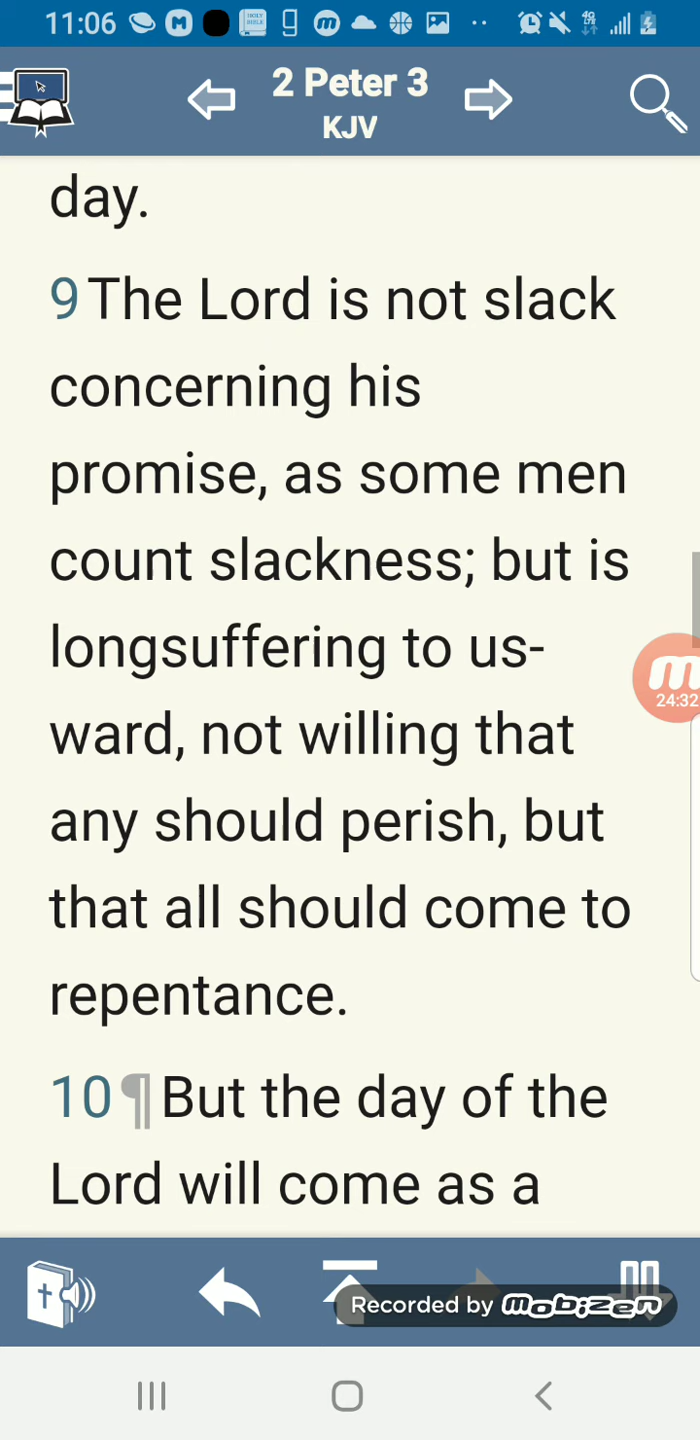 11:06
2 Peter 3
KJV
day.
9 The Lord is not slack
concerning his
promise, as some men
count slackness; but is
longsuffering to us-
ward, not willing that
any should perish, but
that all should come to
repentance.
10 ¶ But the day of the
Lord will come as a
24:32
Recorded by mobizen